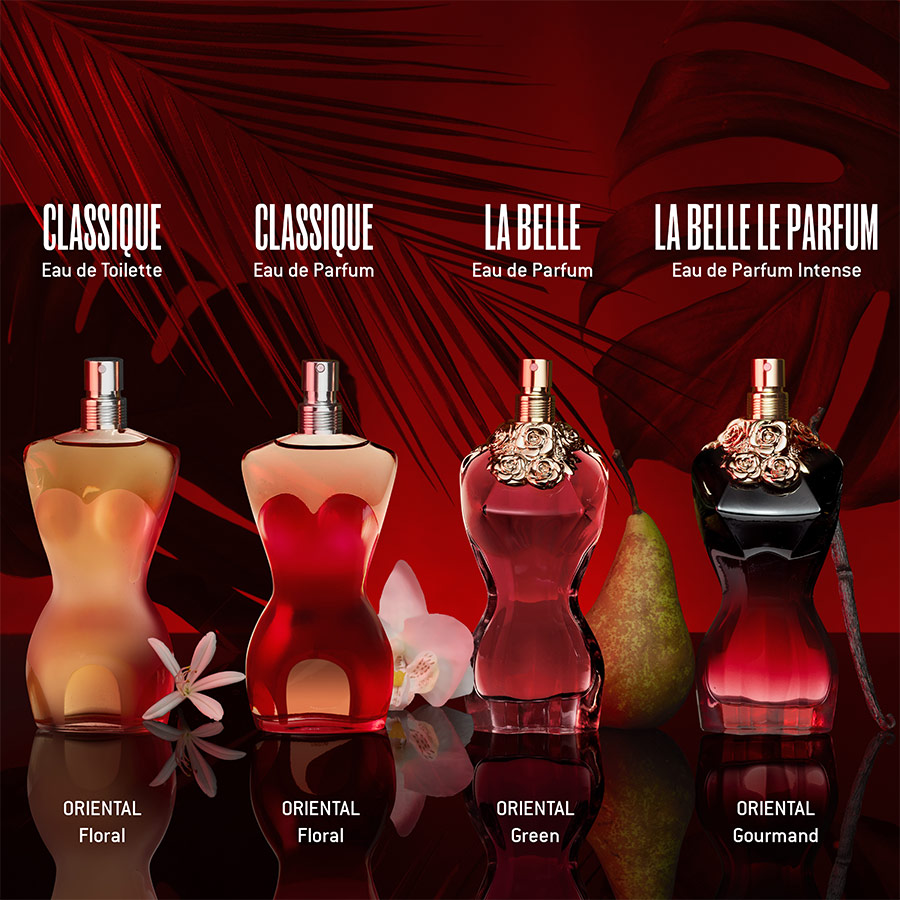 CLASSIQUE
Eau de Toilette
CLASSIQUE
Eau de Parfum
LA BELLE
Eau de Parfum
LA BELLE LE PARFUM
Eau de Parfum Intense
ORIENTAL
Floral
ORIENTAL
Floral
ORIENTAL
Green
ORIENTAL
Gourmand